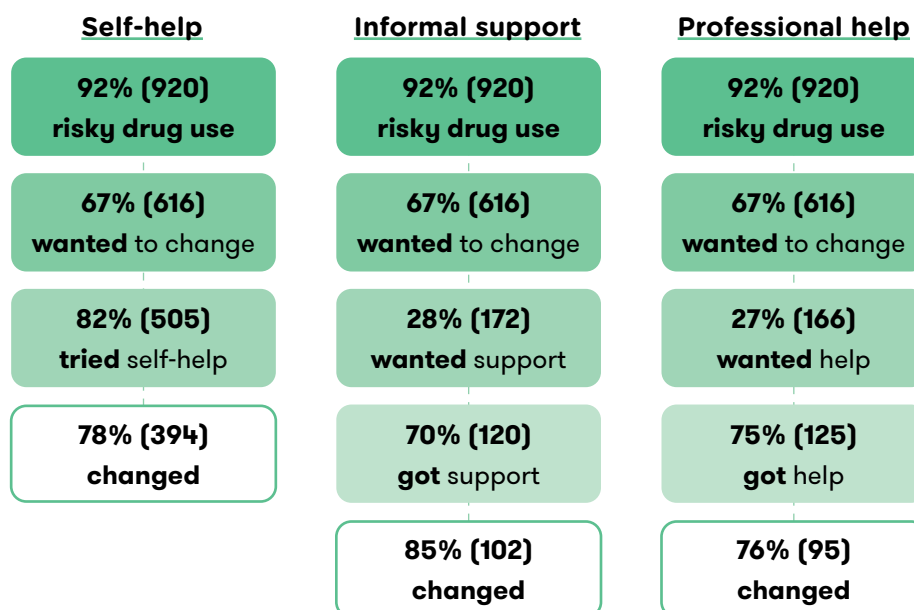 Self-help
92% (920)
risky drug use
67% (616)
wanted to change
82% (505)
tried self-help
78% (394)
changed
Informal support
92% (920)
risky drug use
67% (616)
wanted to change
28% (172)
wanted support
70% (120)
got support
85% (102)
changed
Professional help
92% (920)
risky drug use
67% (616)
wanted to change
27% (166)
wanted help
75% (125)
got help
76% (95)
changed